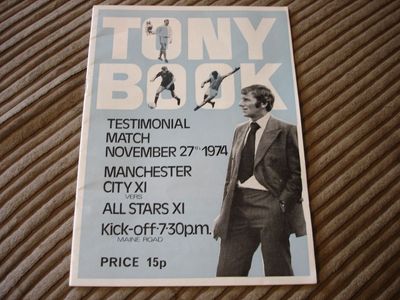 TONY
BOOK
TESTIMONIAL
MATCH
NOVEMBER 27th 1974
MANCHESTER
CITY XI
VERS
ALL STARS XI
Kick-off-7·30p.m.
MAINE ROAD
PRICE 15p